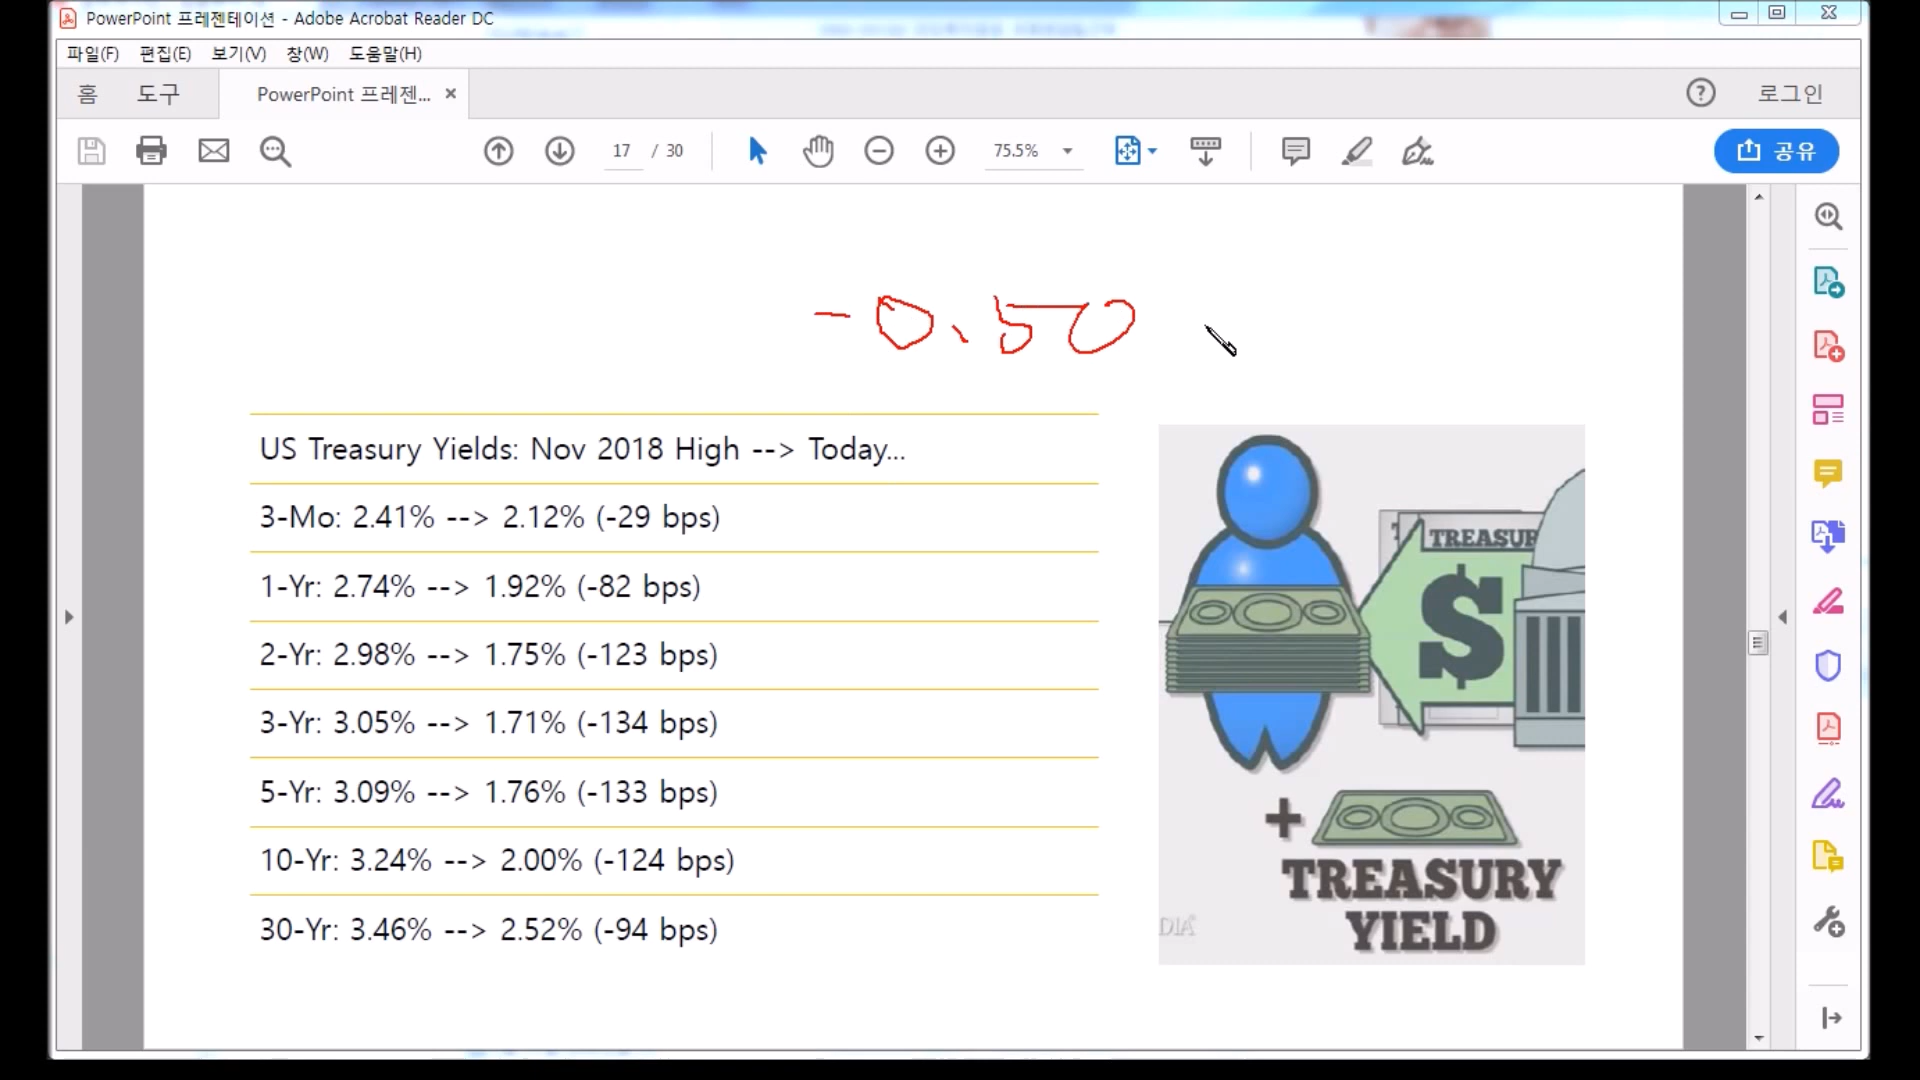 PowerPoint 프레젠테이션 - Adobe Acrobat Reader DC
파일(F) 편집(E) 보기(V) 창(W) 도움말(H)
홈 도구 PowerPoint 프레젠... × ? 로그인
17 / 30 75.5% 공유
-0.50
US Treasury Yields: Nov 2018 High --> Today...
3-Mo: 2.41% --> 2.12% (-29 bps)
1-Yr: 2.74% --> 1.92% (-82 bps)
2-Yr: 2.98% --> 1.75% (-123 bps)
3-Yr: 3.05% --> 1.71% (-134 bps)
5-Yr: 3.09% --> 1.76% (-133 bps)
10-Yr: 3.24% --> 2.00% (-124 bps)
30-Yr: 3.46% --> 2.52% (-94 bps)
TREASUR
$
+
TREASURY
YIELD
DIA